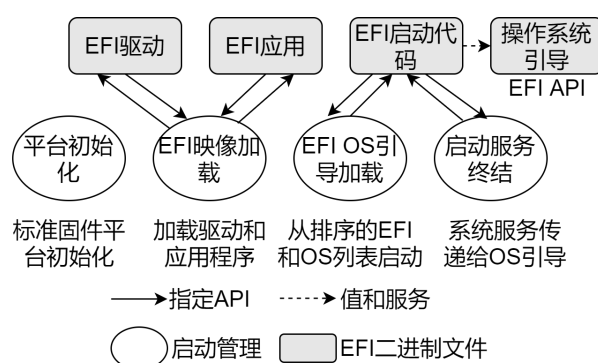 EFI驱动
EFI应用
EFI启动代
码
操作系统
引导
EFI API
平台初始
化
EFI映像加
载
EFI OS引
导加载
启动服务
终结
标准固件平
台初始化
加载驱动和
应用程序
从排序的EFI
和OS列表启动
系统服务传
递给OS引导
指定API
值和服务
启动管理
EFI二进制文件